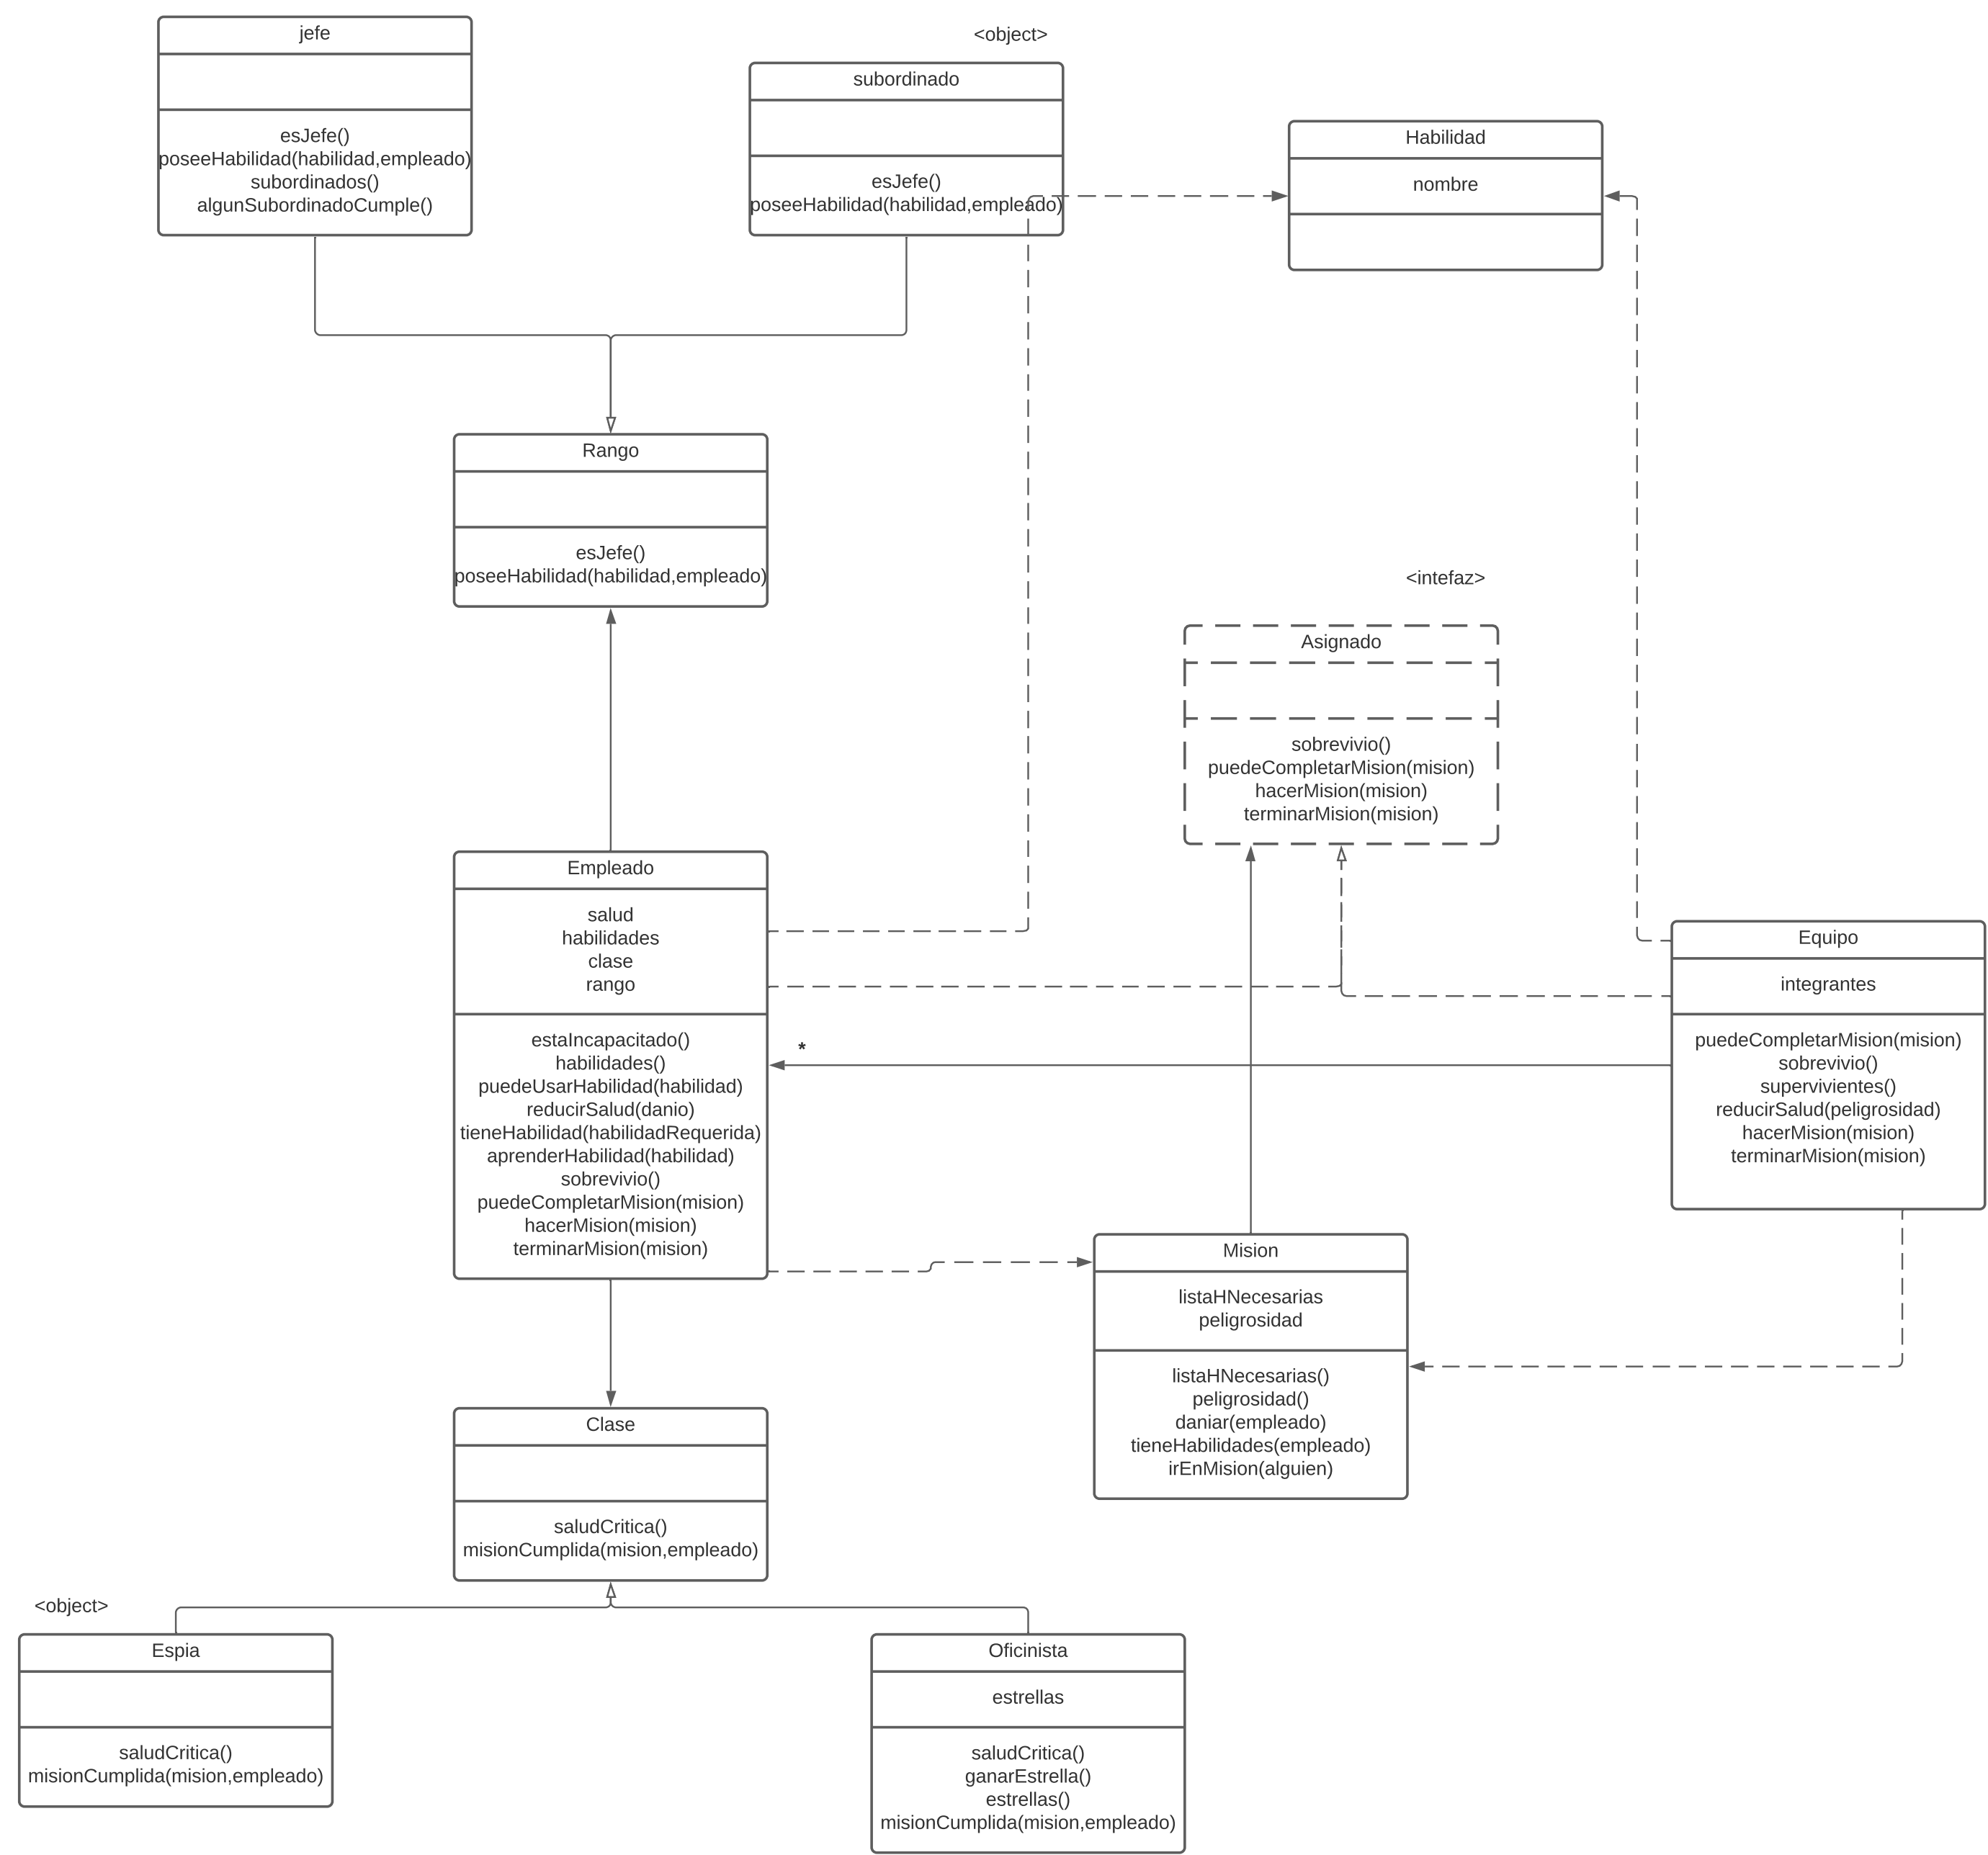 jefe
esJefe()
poseeHabilidad(habilidad,empleado)
subordinados()
algunSubordinadoCumple()
<object>
subordinado
esJefe()
poseeHabilidad(habilidad,empleado)
Habilidad
nombre
Rango
esJefe()
poseeHabilidad(habilidad,empleado)
<intefaz>
Asignado
sobrevivio()
puedeCompletarMision(mision)
hacerMision(mision)
terminarMision(mision)
Empleado
salud
habilidades
clase
rango
estaIncapacitado()
habilidades()
puedeUsarHabilidad(habilidad)
reducirSalud(danio)
tieneHabilidad(habilidadRequerida)
aprenderHabilidad(habilidad)
sobrevivio()
puedeCompletarMision(mision)
hacerMision(mision)
terminarMision(mision)
*
Equipo
integrantes
puedeCompletarMision(mision)
sobrevivio()
supervivientes()
reducirSalud(peligrosidad)
hacerMision(mision)
terminarMision(mision)
Mision
listaHNecesarias
peligrosidad
listaHNecesarias()
peligrosidad()
daniar(empleado)
tieneHabilidades(empleado)
irEnMision(alguien)
Clase
saludCritica()
misionCumplida(mision,empleado)
<object>
Espia
saludCritica()
misionCumplida(mision,empleado)
Oficinista
estrellas
saludCritica()
ganarEstrella()
estrellas()
misionCumplida(mision,empleado)